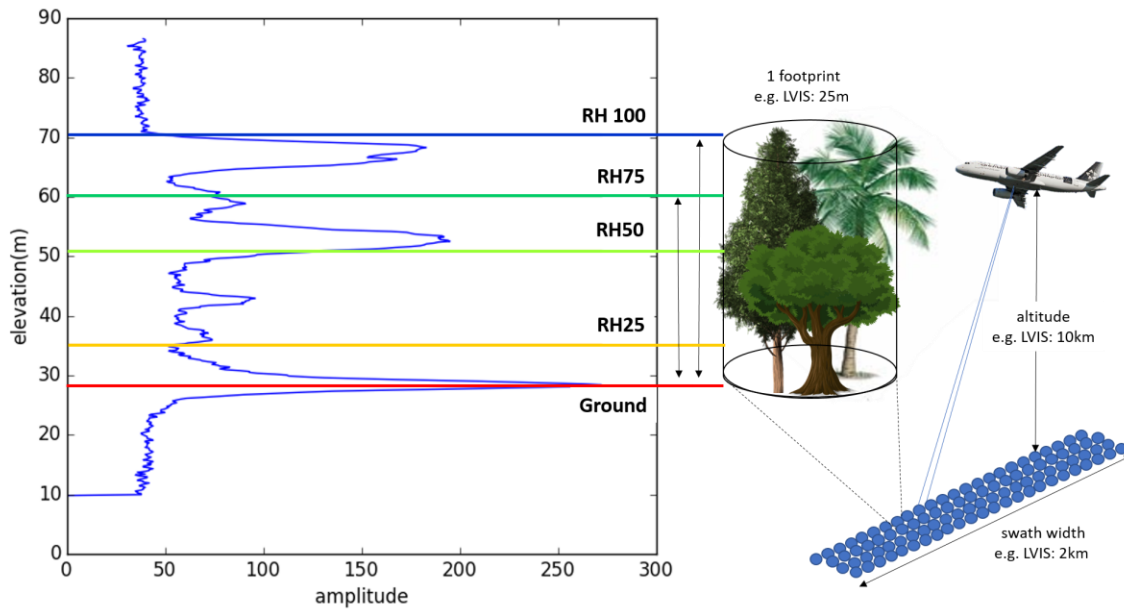 90
80
70
60
50
40
30
20
10
0
elevation(m)
0
50
100
150
200
250
300
amplitude
RH 100
RH75
RH50
RH25
Ground
1 footprint
e.g. LVIS: 25m
altitude
e.g. LVIS: 10km
swath width
e.g. LVIS: 2km